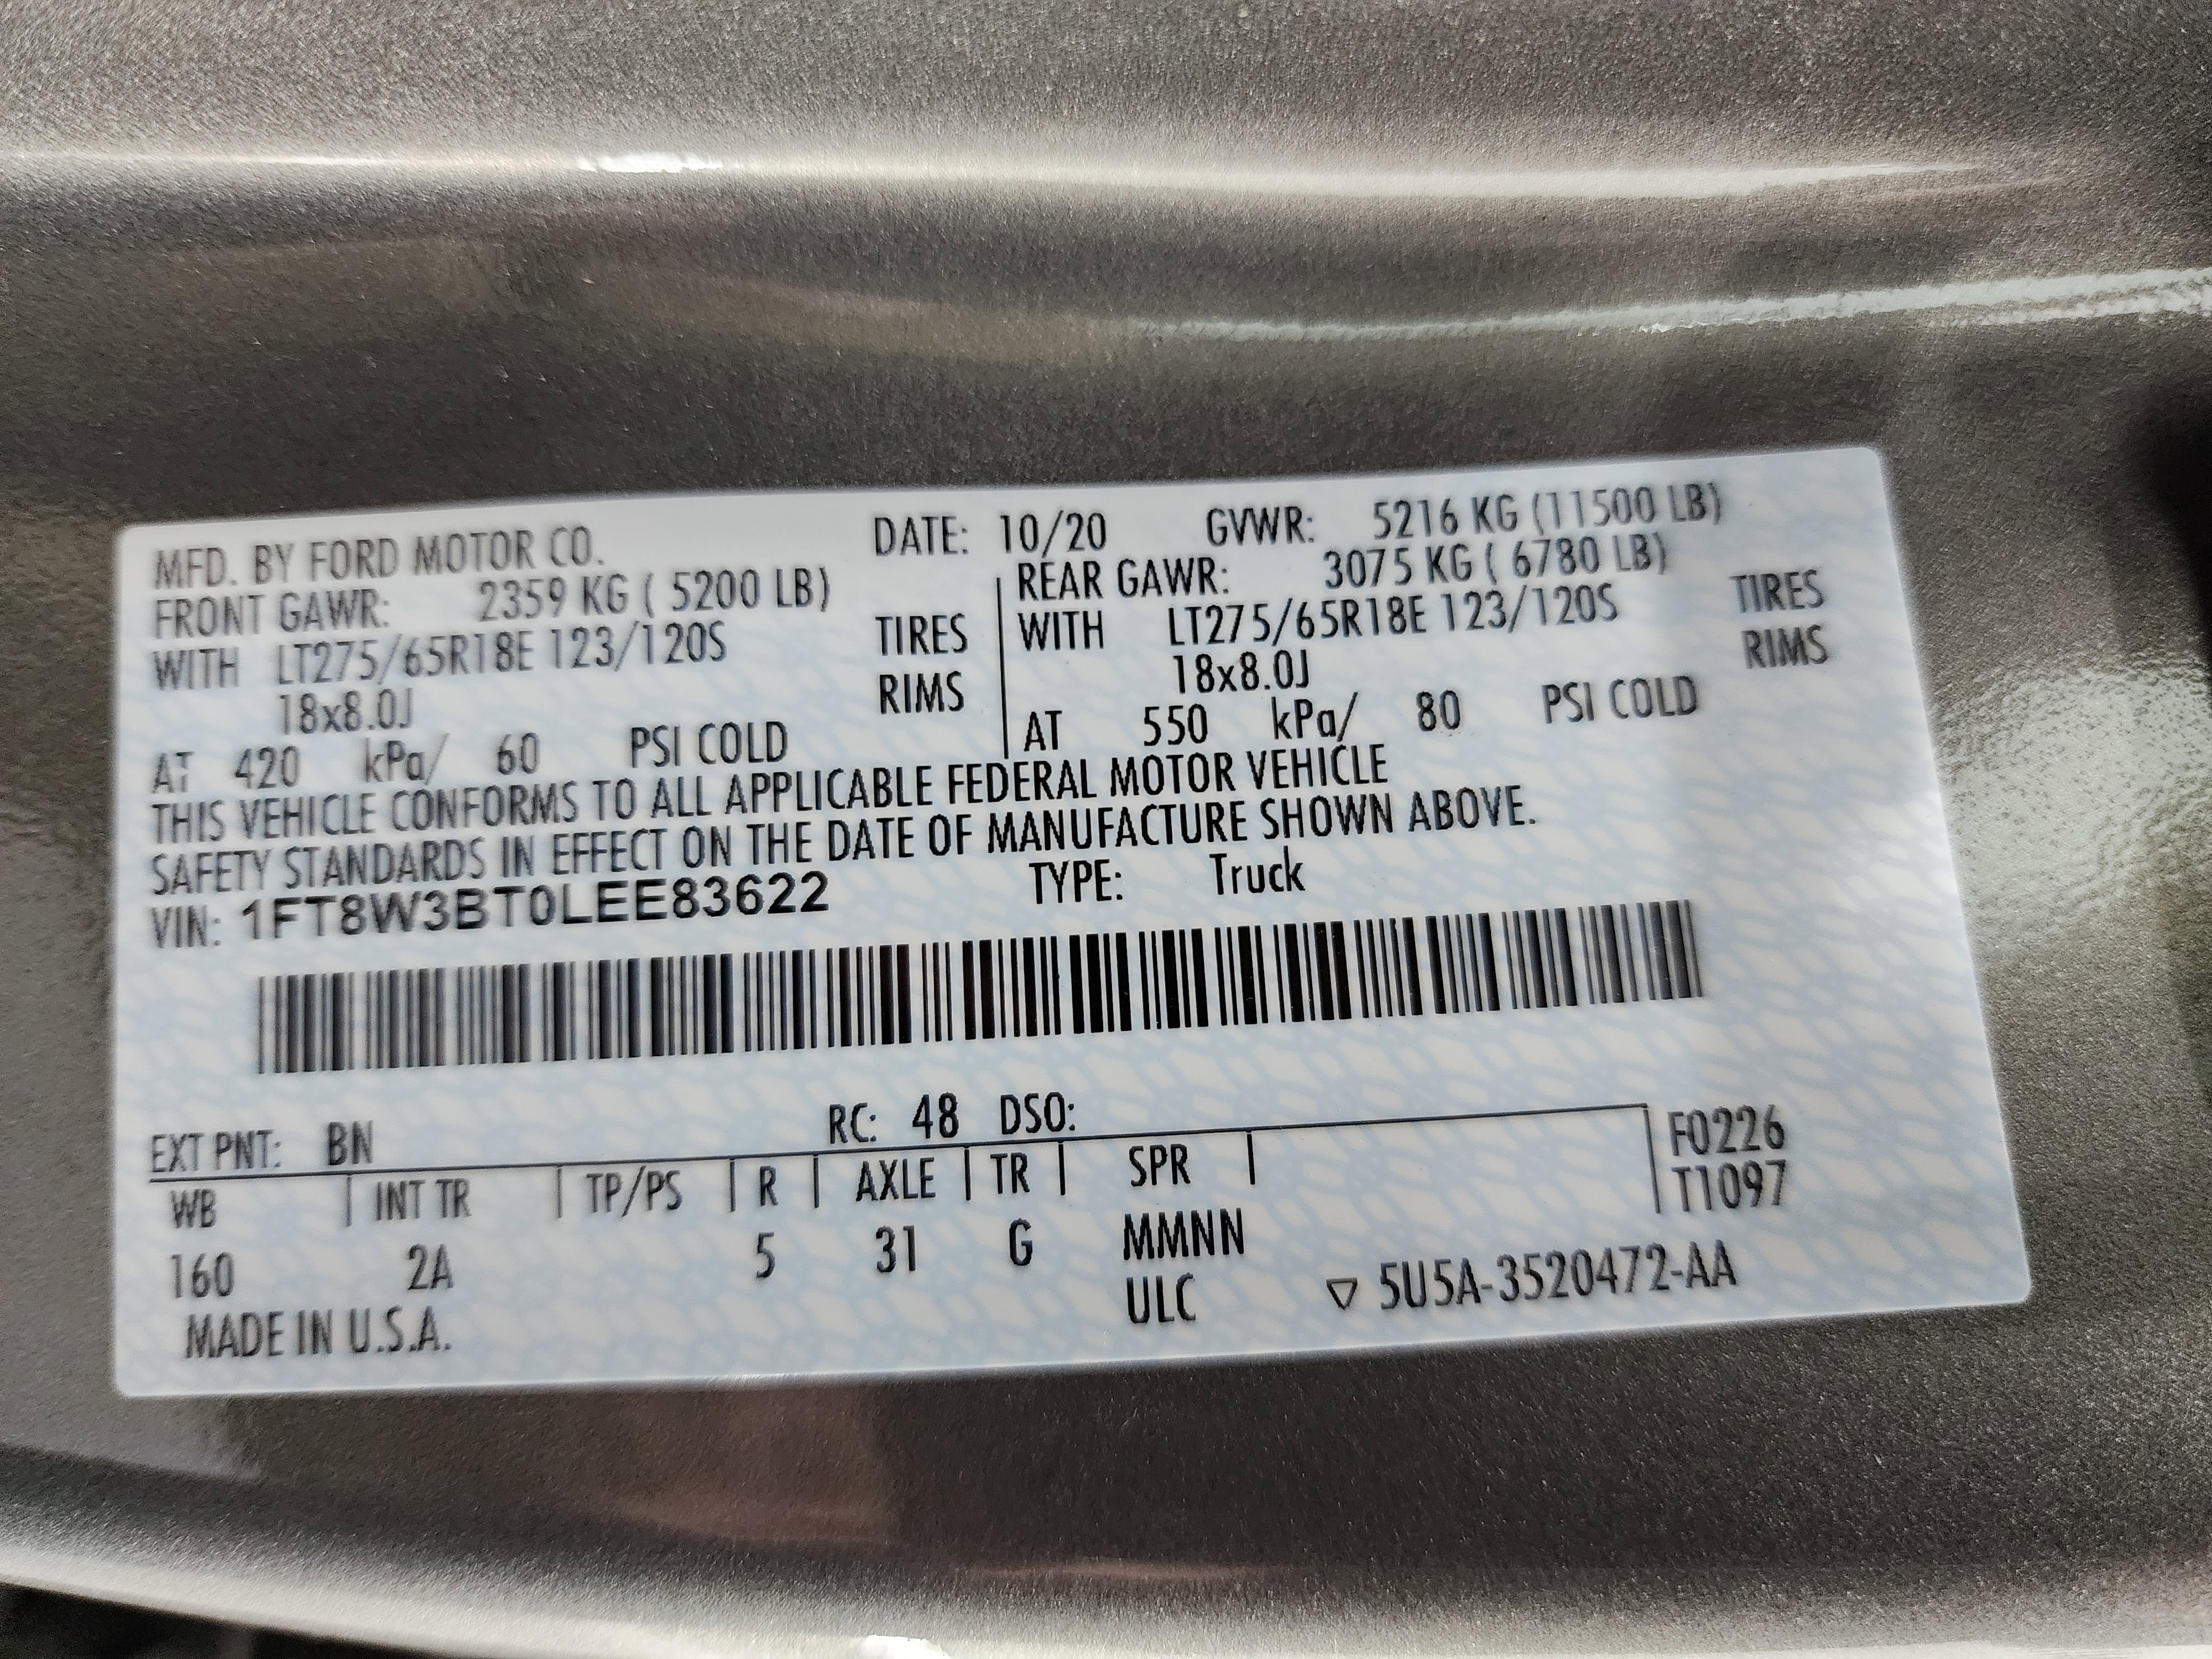 MFD. BY FORD MOTOR CO. DATE: 10/20 GVWR: 5216 KG (11500 LB)
FRONT GAWR: 2359 KG ( 5200 LB) REAR GAWR: 3075 KG ( 6780 LB)
WITH LT275/65R18E 123/120S TIRES WITH LT275/65R18E 123/120S TIRES
18x8.0J RIMS 18x8.0J RIMS
AT 420 kPa/ 60 PSI COLD AT 550 kPa/ 80 PSI COLD
THIS VEHICLE CONFORMS TO ALL APPLICABLE FEDERAL MOTOR VEHICLE
SAFETY STANDARDS IN EFFECT ON THE DATE OF MANUFACTURE SHOWN ABOVE.
VIN: 1FT8W3BT0LEE83622 TYPE: Truck
EXT PNT: BN RC: 48 DSO: F0226
WB INT TR TP/PS R AXLE TR SPR T1097
160 2A 5 31 G MMNN
MADE IN U.S.A. ULC ▽ 5U5A-3520472-AA